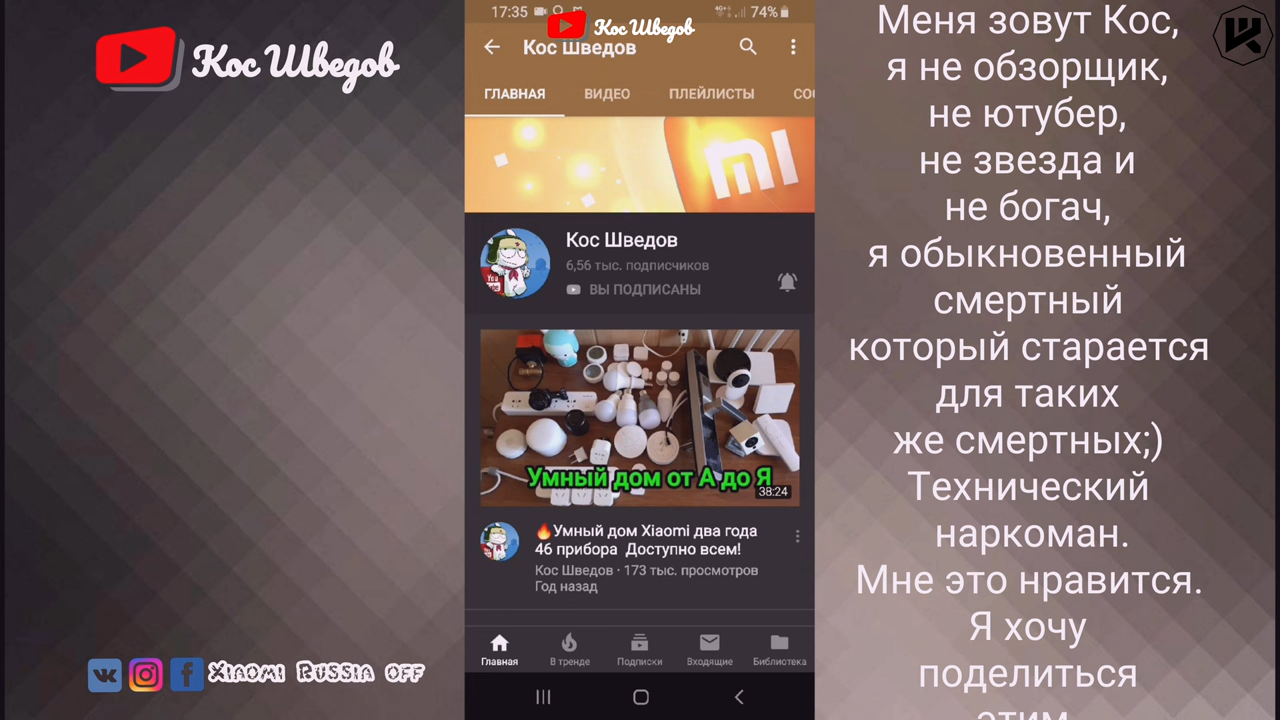 Кос Шведов
17:35
4G+
74%
Кос Шведов
Кос Шведов
ГЛАВНАЯ
ВИДЕО
ПЛЕЙЛИСТЫ
СОО
Кос Шведов
6,56 тыс. подписчиков
ВЫ ПОДПИСАНЫ
Умный дом от А до Я
38:24
🔥Умный дом Xiaomi два года
46 прибора Доступно всем!
Кос Шведов · 173 тыс. просмотров
Год назад
Главная
В тренде
Подписки
Входящие
Библиотека
Xiaomi Russia off
Меня зовут Кос,
я не обзорщик,
не ютубер,
не звезда и
не богач,
я обыкновенный
смертный
который старается
для таких
же смертных;)
Технический
наркоман.
Мне это нравится.
Я хочу
поделиться
этим